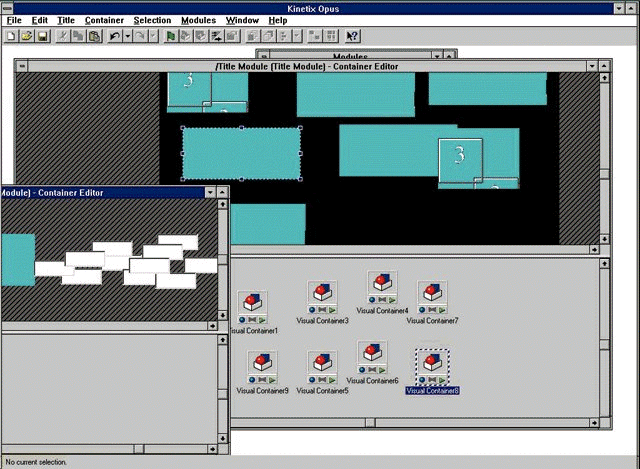 Kinetix Opus
File Edit Title Container Selection Modules Window Help
Modules
/Title Module (Title Module) - Container Editor
3
3
Module) - Container Editor
Visual Container1
Visual Container3
Visual Container4
Visual Container7
Visual Container9
Visual Container5
Visual Container6
Visual Container8
No current selection.